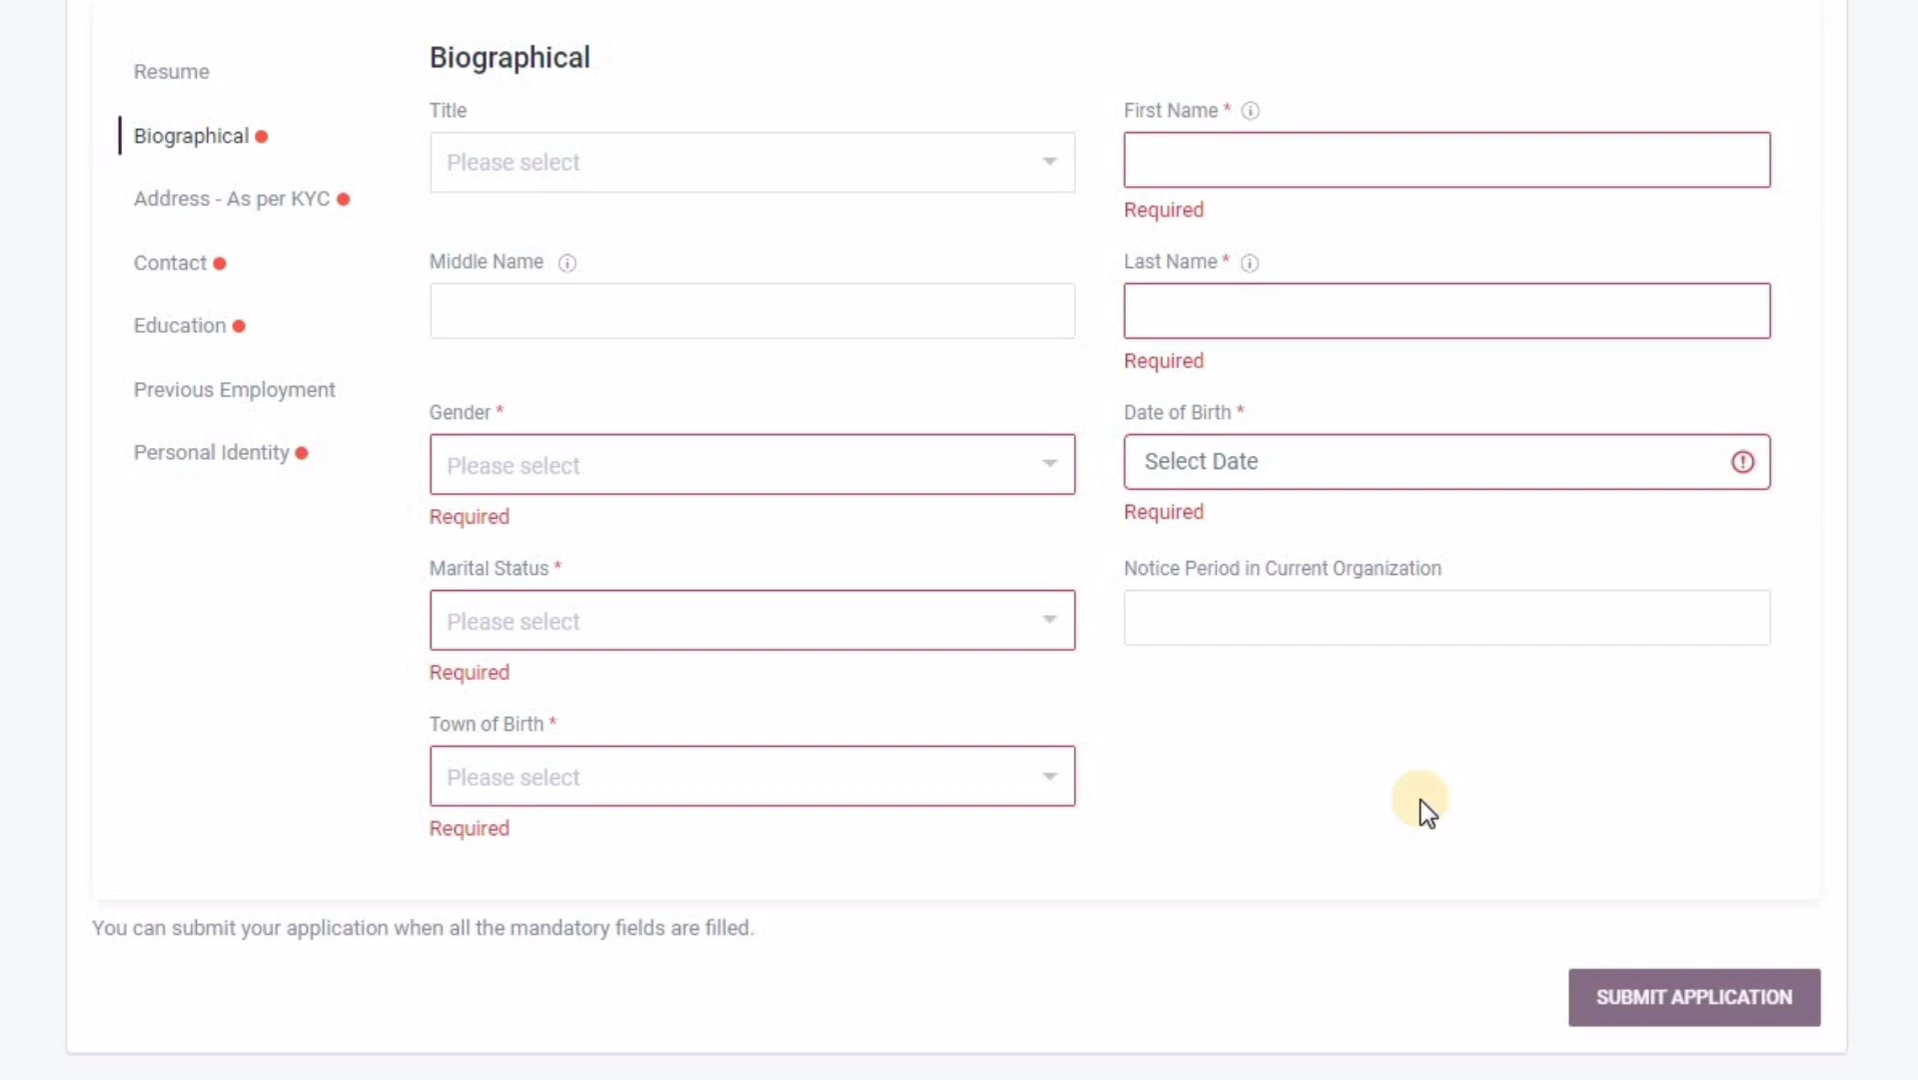 Resume
Biographical
Address - As per KYC
Contact
Education
Previous Employment
Personal Identity
Biographical
Title
Please select
First Name *
Required
Middle Name
Last Name *
Required
Gender *
Please select
Required
Date of Birth *
Select Date
Required
Marital Status *
Please select
Required
Notice Period in Current Organization
Town of Birth *
Please select
Required
You can submit your application when all the mandatory fields are filled.
SUBMIT APPLICATION